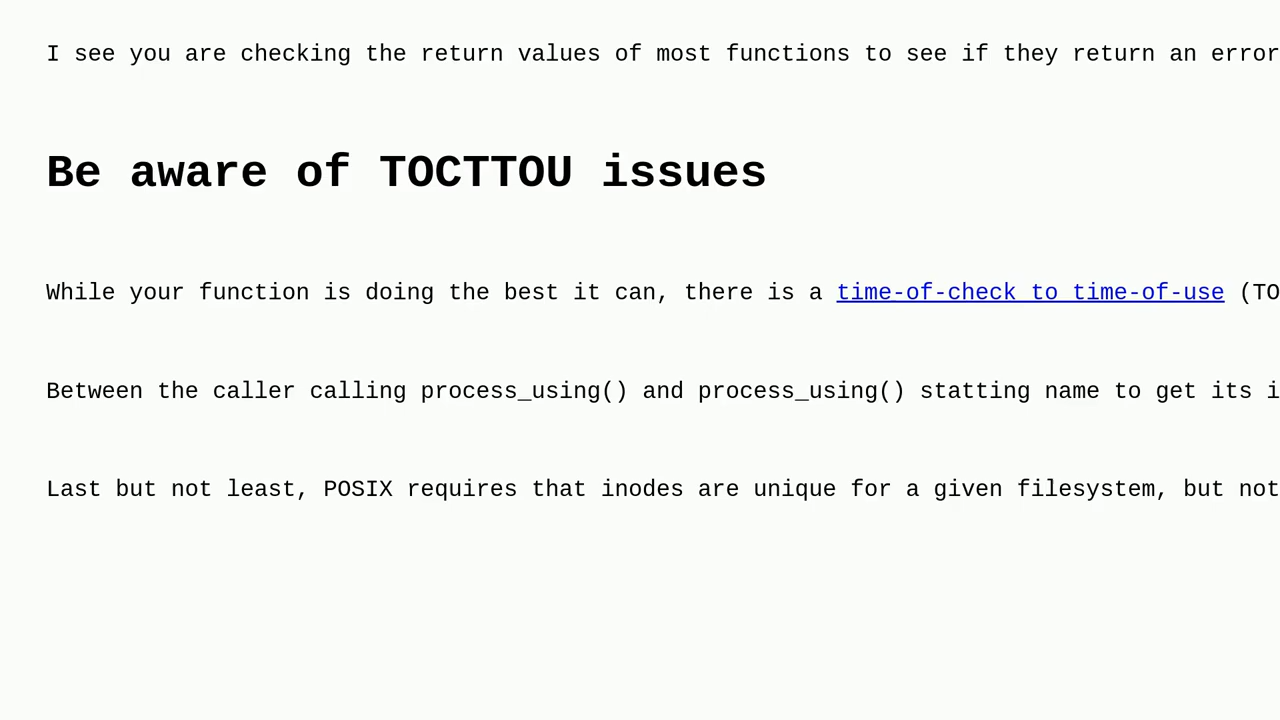 I see you are checking the return values of most functions to see if they return an error
Be aware of TOCTTOU issues
While your function is doing the best it can, there is a time-of-check to time-of-use (TO
Between the caller calling process_using() and process_using() statting name to get its i
Last but not least, POSIX requires that inodes are unique for a given filesystem, but not